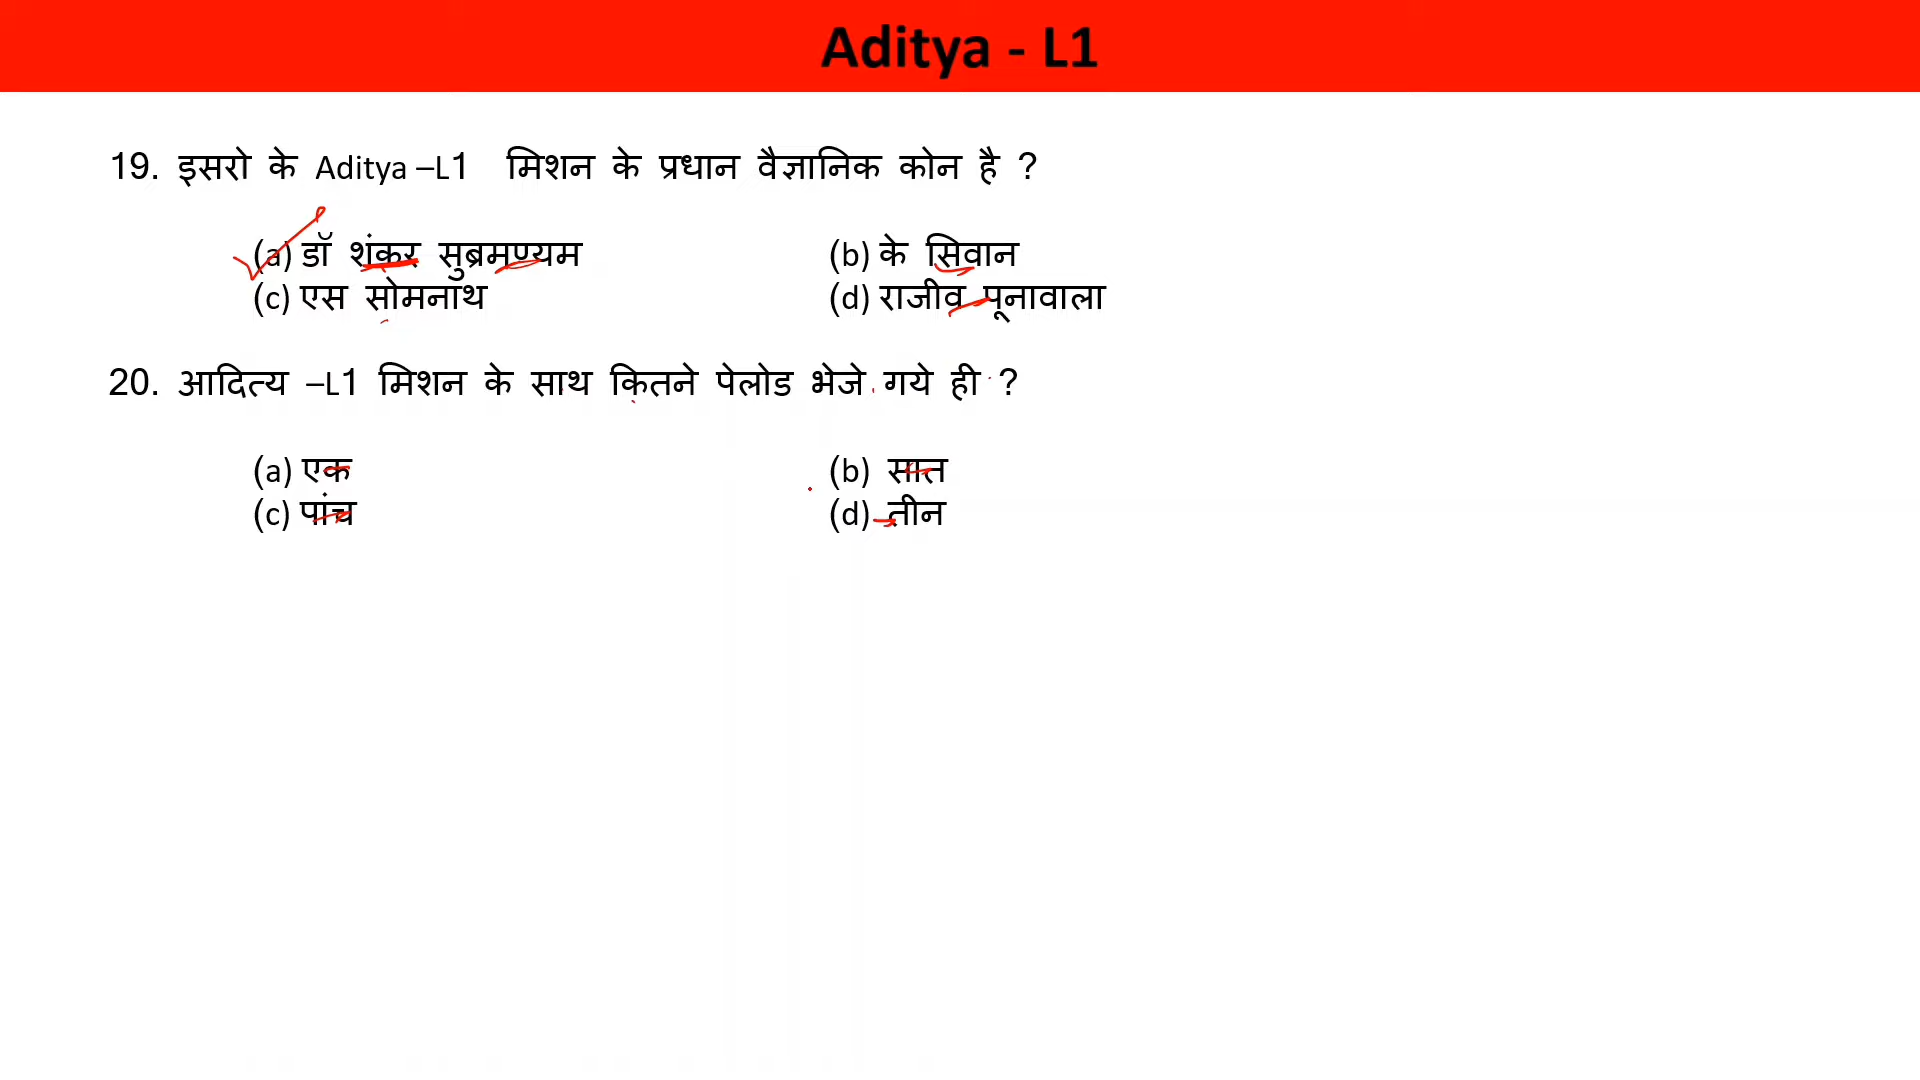 Aditya - L1
19. इसरो के Aditya –L1 मिशन के प्रधान वैज्ञानिक कोन है ?
(a) डॉ शंकर सुब्रमण्यम (b) के सिवान
(c) एस सोमनाथ (d) राजीव पूनावाला
20. आदित्य –L1 मिशन के साथ कितने पेलोड भेजे गये ही ?
(a) एक (b) सात
(c) पांच (d) तीन